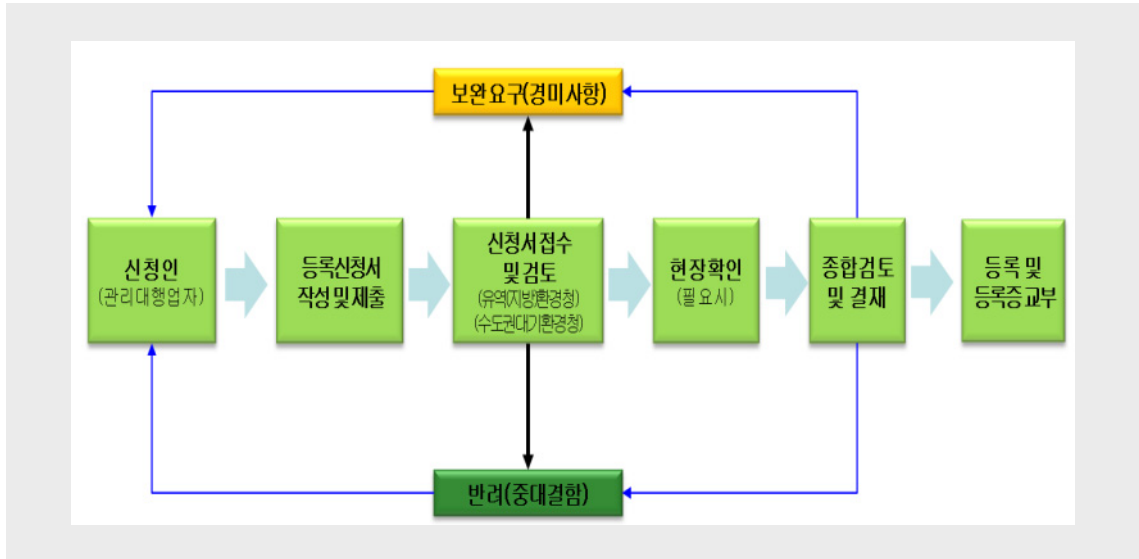 보완요구(경미사항)
신청인
(관리대행업자)
등록신청서
작성 및 제출
신청서 접수
및 검토
(유역(지방)환경청)
(수도권대기환경청)
현장확인
(필요시)
종합검토
및 결재
등록 및
등록증 교부
반려(중대결함)